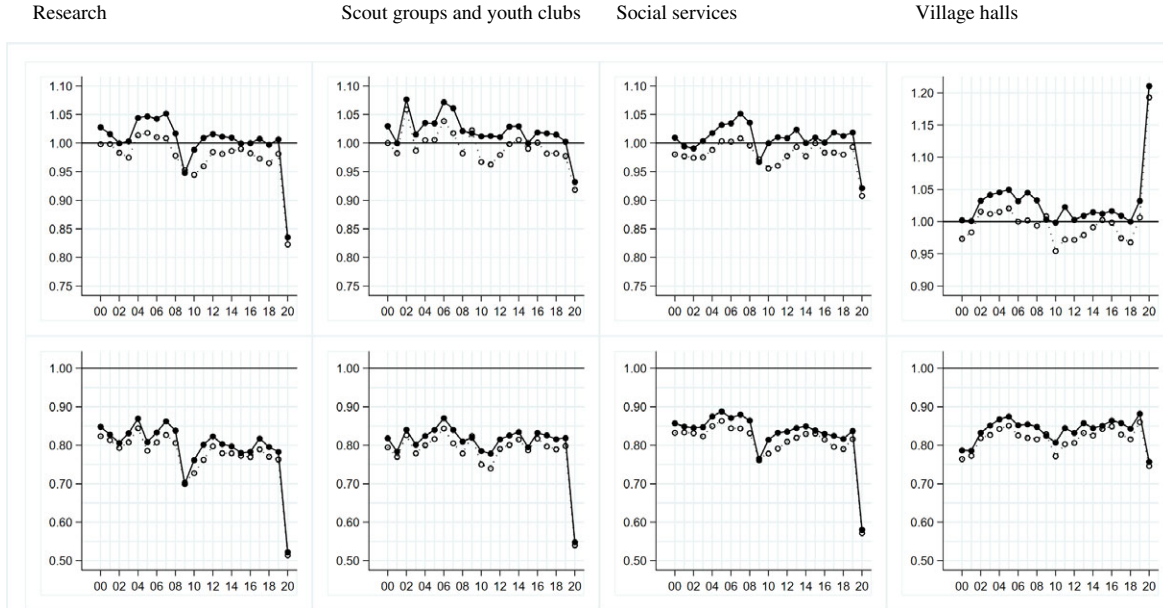 Research Scout groups and youth clubs Social services Village halls
1.10 1.10 1.10 1.20
1.05 1.05 1.05 1.15
1.00 1.00 1.00 1.10
0.95 0.95 0.95 1.05
0.90 0.90 0.90 1.00
0.85 0.85 0.85 0.95
0.80 0.80 0.80 0.90
0.75 0.75 0.75
00 02 04 06 08 10 12 14 16 18 20 00 02 04 06 08 10 12 14 16 18 20 00 02 04 06 08 10 12 14 16 18 20 00 02 04 06 08 10 12 14 16 18 20
1.00 1.00 1.00 1.00
0.90 0.90 0.90 0.90
0.80 0.80 0.80 0.80
0.70 0.70 0.70 0.70
0.60 0.60 0.60 0.60
0.50 0.50 0.50 0.50
00 02 04 06 08 10 12 14 16 18 20 00 02 04 06 08 10 12 14 16 18 20 00 02 04 06 08 10 12 14 16 18 20 00 02 04 06 08 10 12 14 16 18 20